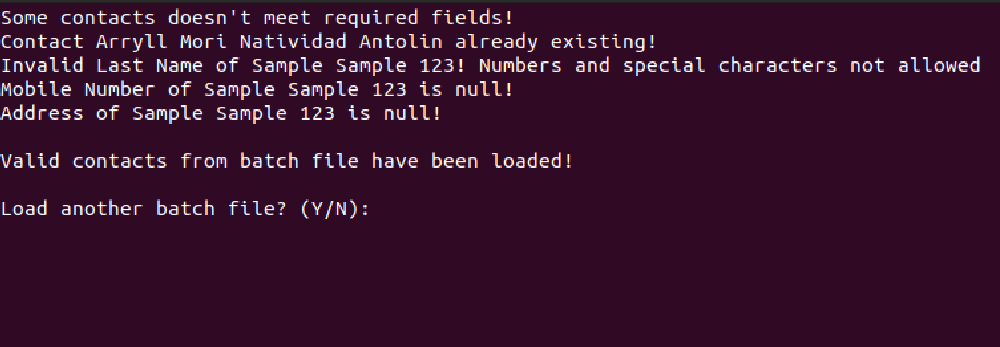 Some contacts doesn't meet required fields!
Contact Arryll Mori Natividad Antolin already existing!
Invalid Last Name of Sample Sample 123! Numbers and special characters not allowed
Mobile Number of Sample Sample 123 is null!
Address of Sample Sample 123 is null!
Valid contacts from batch file have been loaded!
Load another batch file? (Y/N):